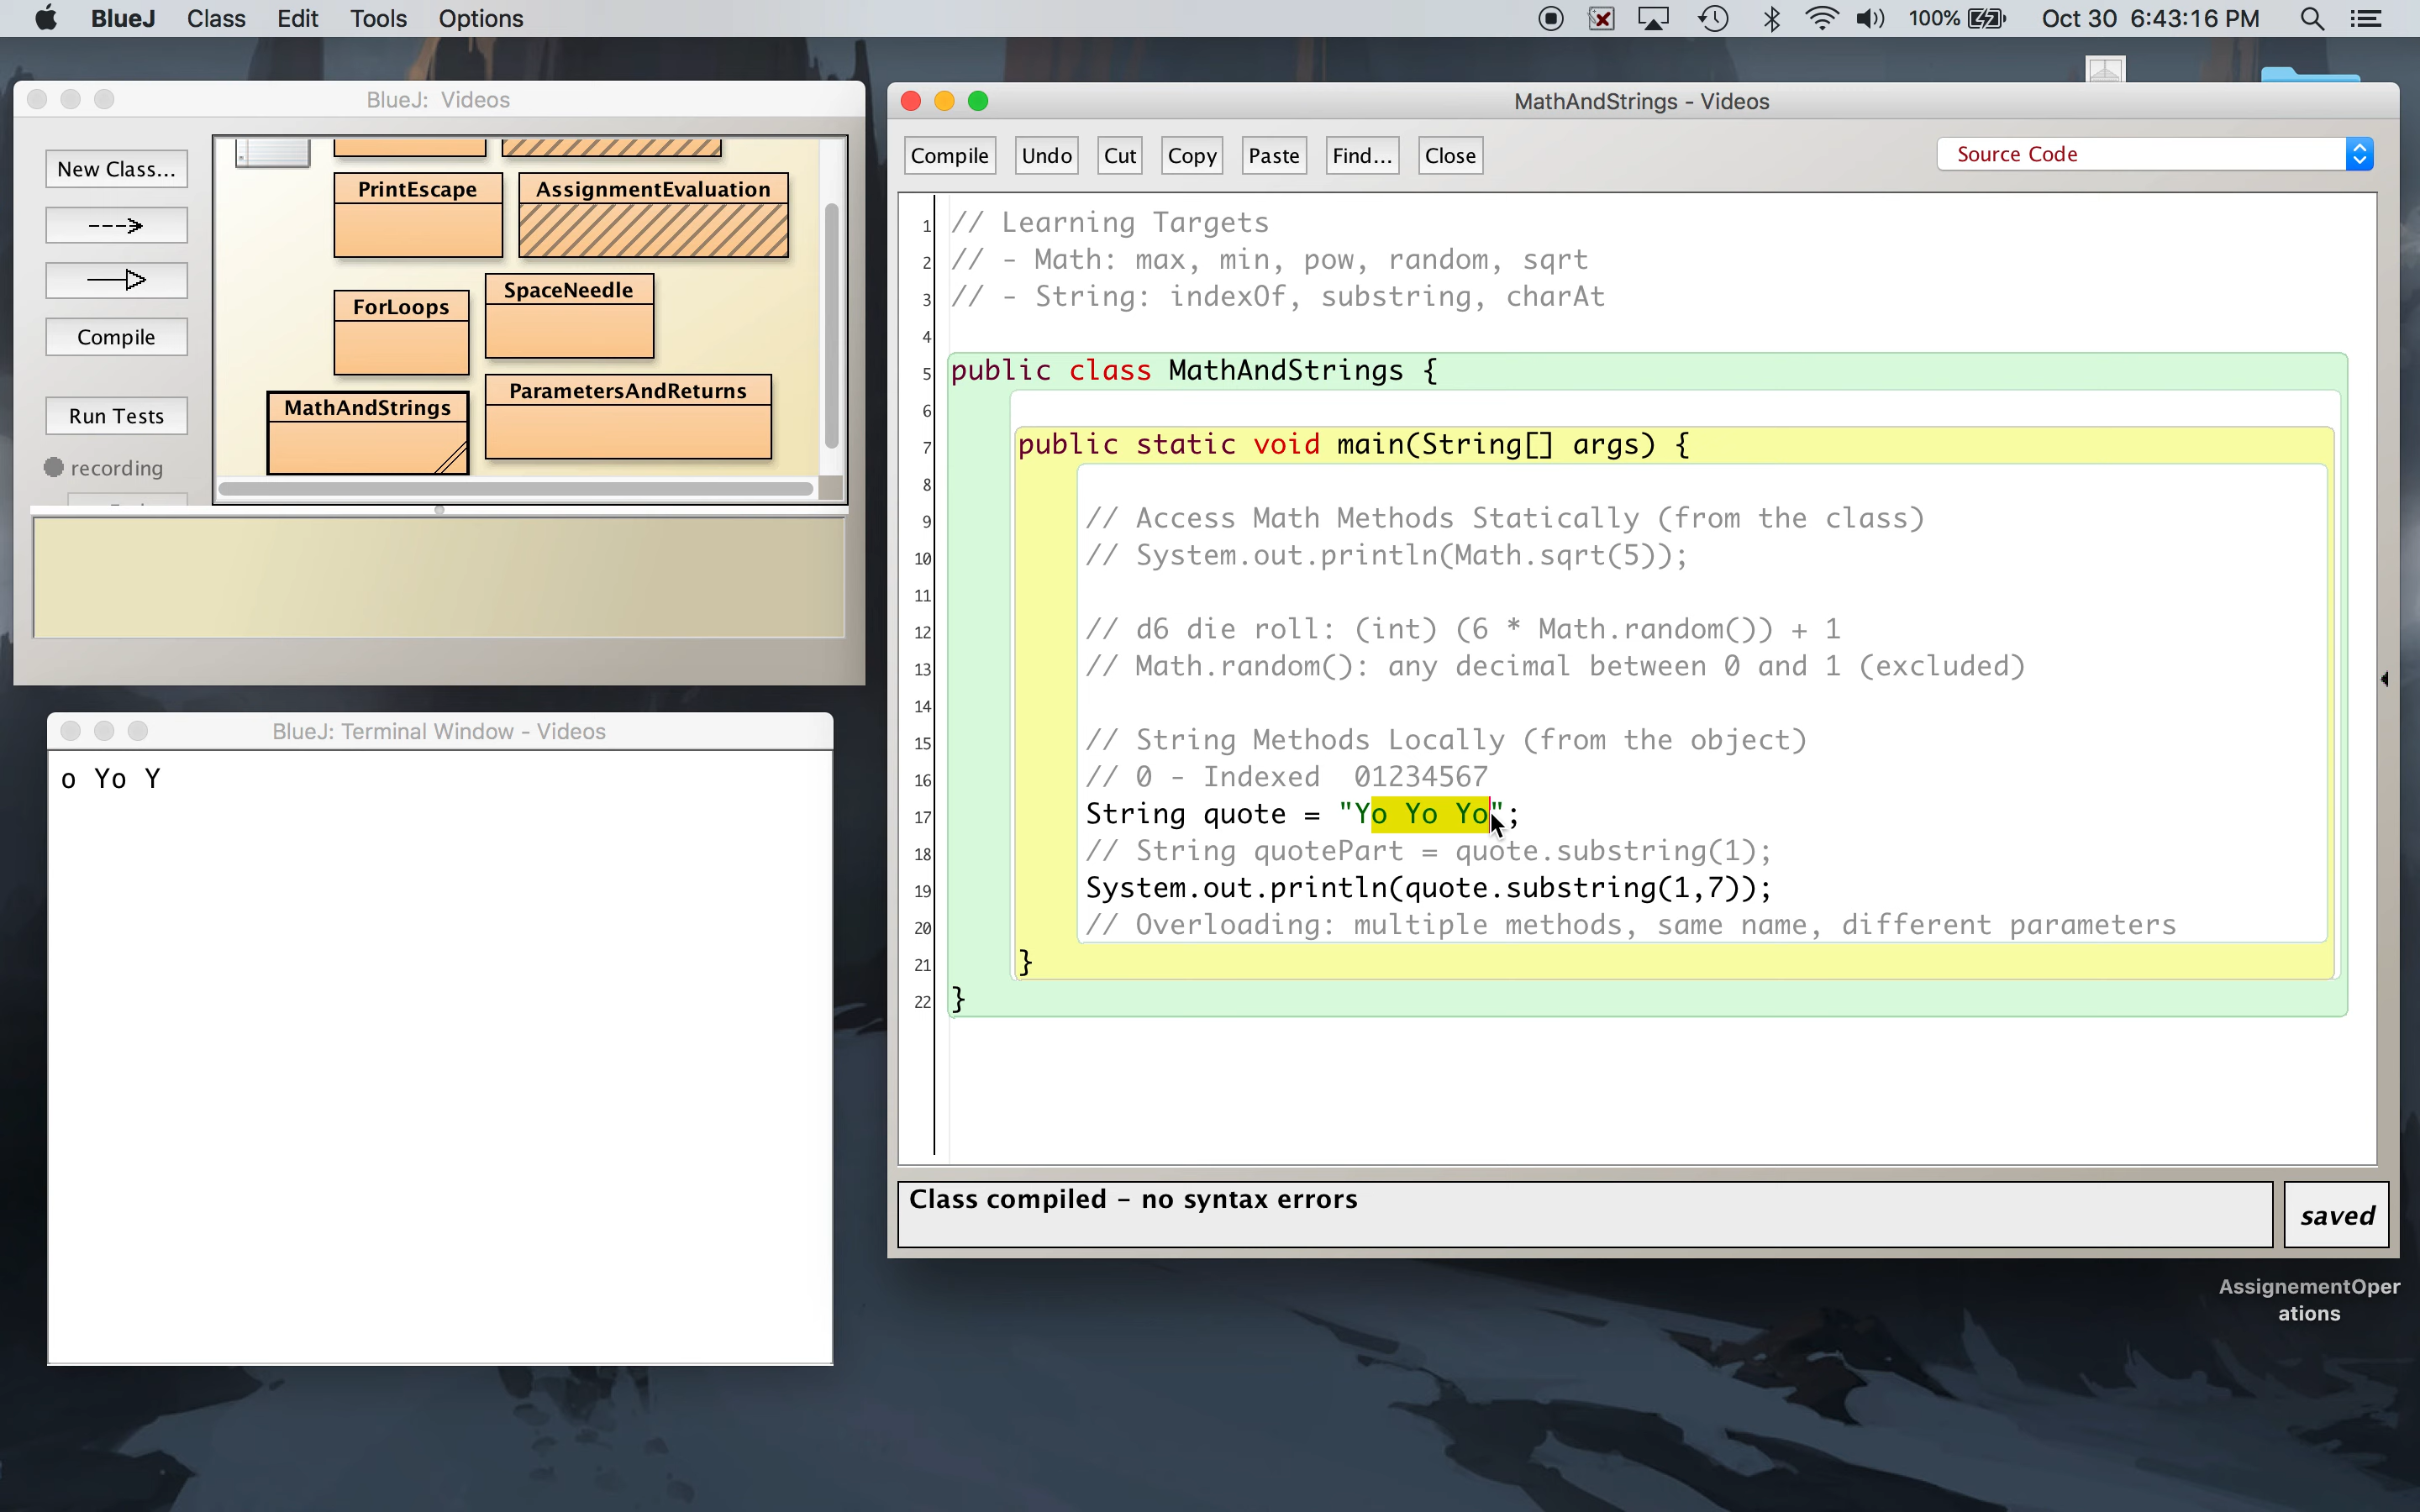 BlueJ Class Edit Tools Options
100% Oct 30 6:43:16 PM
BlueJ: Videos
New Class...
Compile
Run Tests
recording
PrintEscape
AssignmentEvaluation
ForLoops
SpaceNeedle
MathAndStrings
ParametersAndReturns
BlueJ: Terminal Window - Videos
o Yo Y
MathAndStrings - Videos
Compile Undo Cut Copy Paste Find... Close
Source Code
1 // Learning Targets
2 // - Math: max, min, pow, random, sqrt
3 // - String: indexOf, substring, charAt
4
5 public class MathAndStrings {
6
7 public static void main(String[] args) {
8
9 // Access Math Methods Statically (from the class)
10 // System.out.println(Math.sqrt(5));
11
12 // d6 die roll: (int) (6 * Math.random()) + 1
13 // Math.random(): any decimal between 0 and 1 (excluded)
14
15 // String Methods Locally (from the object)
16 // 0 - Indexed  01234567
17 String quote = "Yo Yo Yo";
18 // String quotePart = quote.substring(1);
19 System.out.println(quote.substring(1,7));
20 // Overloading: multiple methods, same name, different parameters
21 }
22 }
Class compiled - no syntax errors
saved
AssignementOper
ations